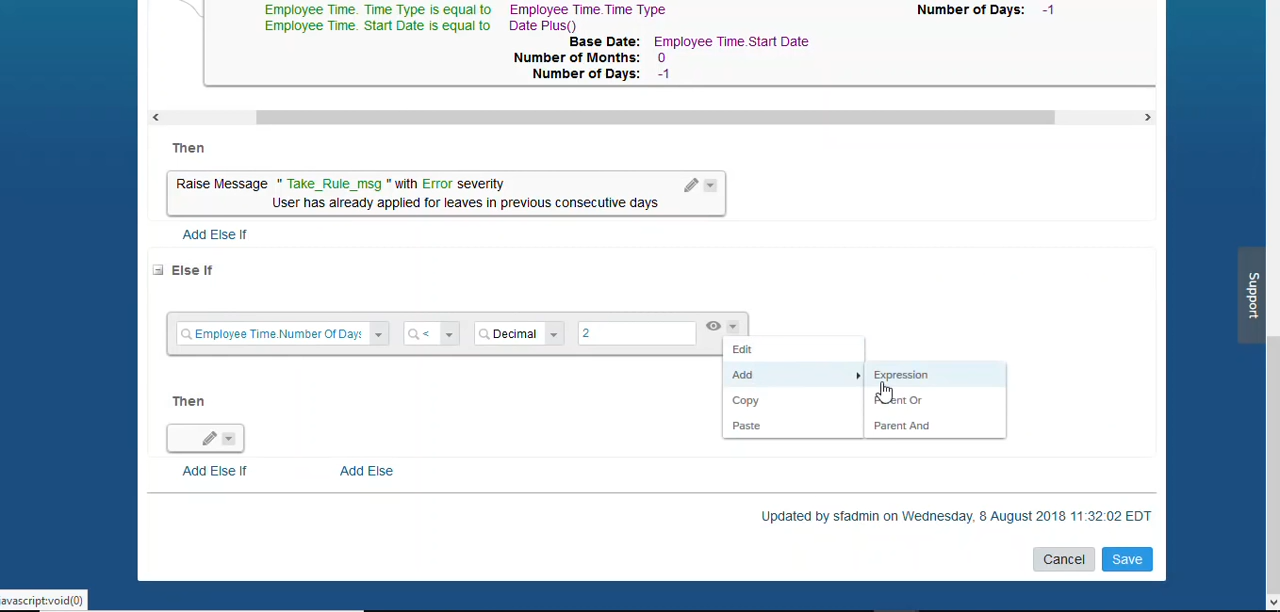 Employee Time. Time Type is equal to Employee Time.Time Type Number of Days: -1
Employee Time. Start Date is equal to Date Plus()
Base Date: Employee Time.Start Date
Number of Months: 0
Number of Days: -1
Then
Raise Message " Take_Rule_msg " with Error severity
User has already applied for leaves in previous consecutive days
Add Else If
Else If
Employee Time.Number Of Days < Decimal 2
Edit
Add Expression
Copy Parent Or
Paste Parent And
Then
Add Else If Add Else
Updated by sfadmin on Wednesday, 8 August 2018 11:32:02 EDT
Cancel Save
Support
avascript:void(0)